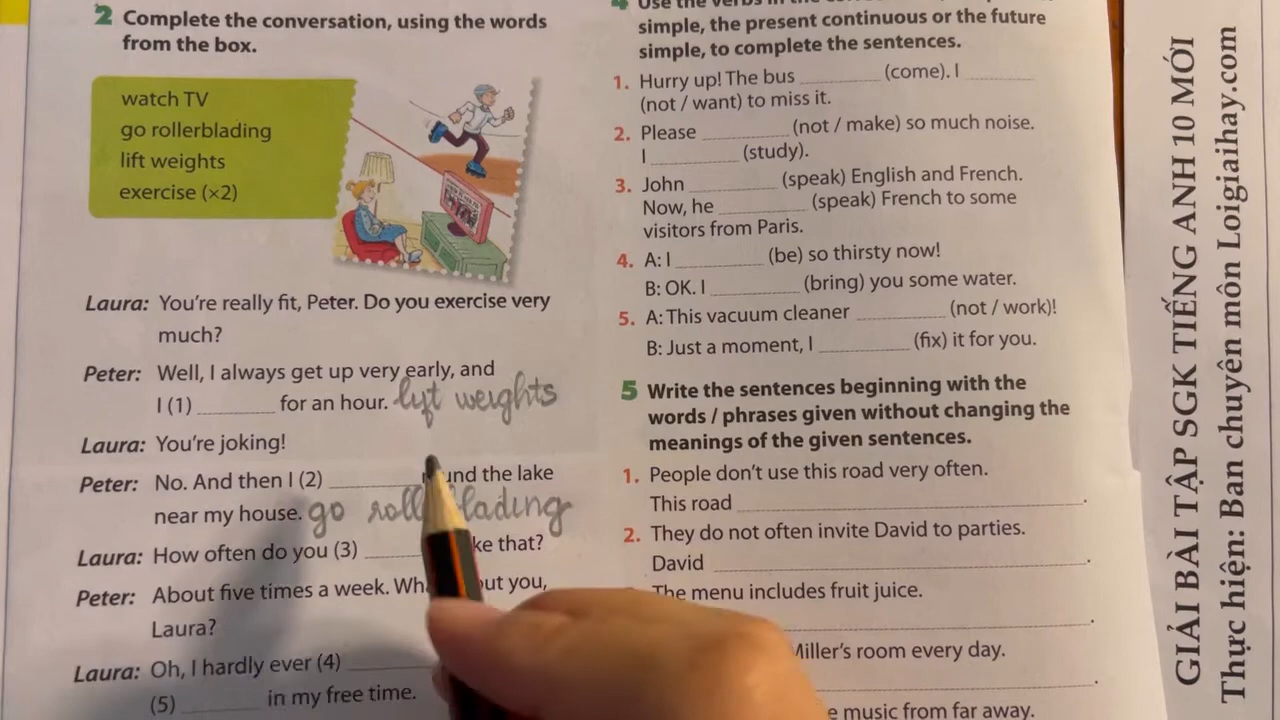 2 Complete the conversation, using the words
from the box.
watch TV
go rollerblading
lift weights
exercise (×2)
Laura: You're really fit, Peter. Do you exercise very
much?
Peter: Well, I always get up very early, and
I (1) ________ for an hour. lift weights
Laura: You're joking!
Peter: No. And then I (2) ________ the lake
near my house. go
Laura: How often do you (3) ________ that?
Peter: About five times a week. you,
Laura?
Laura: Oh, I hardly ever (4) ________
(5) ________ in my free time.
4 Use the verbs in the
simple, the present continuous or the future
simple, to complete the sentences.
1. Hurry up! The bus ________ (come). I ________
(not / want) to miss it.
2. Please ________ (not / make) so much noise.
I ________ (study).
3. John ________ (speak) English and French.
Now, he ________ (speak) French to some
visitors from Paris.
4. A: I ________ (be) so thirsty now!
B: OK. I ________ (bring) you some water.
5. A: This vacuum cleaner ________ (not / work)!
B: Just a moment, I ________ (fix) it for you.
5 Write the sentences beginning with the
words / phrases given without changing the
meanings of the given sentences.
1. People don't use this road very often.
This road ________.
2. They do not often invite David to parties.
David ________.
The menu includes fruit juice.
________.
Miller's room every day.
________.
music from far away.
GIẢI BÀI TẬP SGK TIẾNG ANH 10 MỚI
Thực hiện: Ban chuyên môn Loigiaihay.com